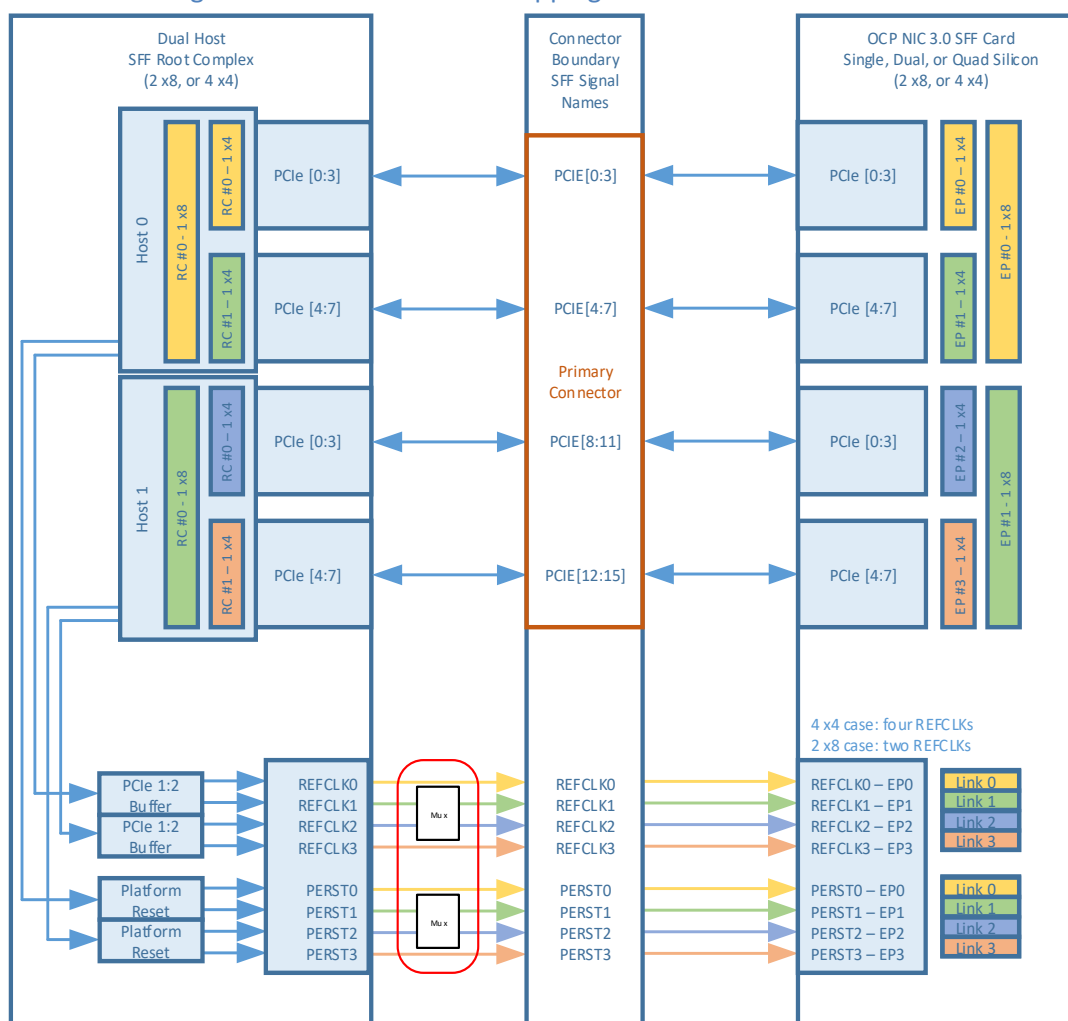 Dual Host
SFF Root Complex
(2 x8, or 4 x4)
Connector
Boundary
SFF Signal
Names
OCP NIC 3.0 SFF Card
Single, Dual, or Quad Silicon
(2 x8, or 4 x4)
Host 0
RC #0 - 1 x8
RC #0 – 1 x4
PCIe [0:3]
PCIE[0:3]
PCIe [0:3]
EP #0 – 1 x4
EP #0 - 1 x8
RC #1 – 1 x4
PCIe [4:7]
PCIE[4:7]
PCIe [4:7]
EP #1 – 1 x4
Primary
Connector
Host 1
RC #0 - 1 x8
RC #0 – 1 x4
PCIe [0:3]
PCIE[8:11]
PCIe [0:3]
EP #2 – 1 x4
EP #1 - 1 x8
RC #1 – 1 x4
PCIe [4:7]
PCIE[12:15]
PCIe [4:7]
EP #3 – 1 x4
4 x4 case: four REFCLKs
2 x8 case: two REFCLKs
PCIe 1:2
Buffer
PCIe 1:2
Buffer
REFCLK0
REFCLK1
REFCLK2
REFCLK3
Mux
REFCLK0
REFCLK1
REFCLK2
REFCLK3
REFCLK0 – EP0
REFCLK1 – EP1
REFCLK2 – EP2
REFCLK3 – EP3
Link 0
Link 1
Link 2
Link 3
Platform
Reset
Platform
Reset
PERST0
PERST1
PERST2
PERST3
Mux
PERST0
PERST1
PERST2
PERST3
PERST0 – EP0
PERST1 – EP1
PERST2 – EP2
PERST3 – EP3
Link 0
Link 1
Link 2
Link 3